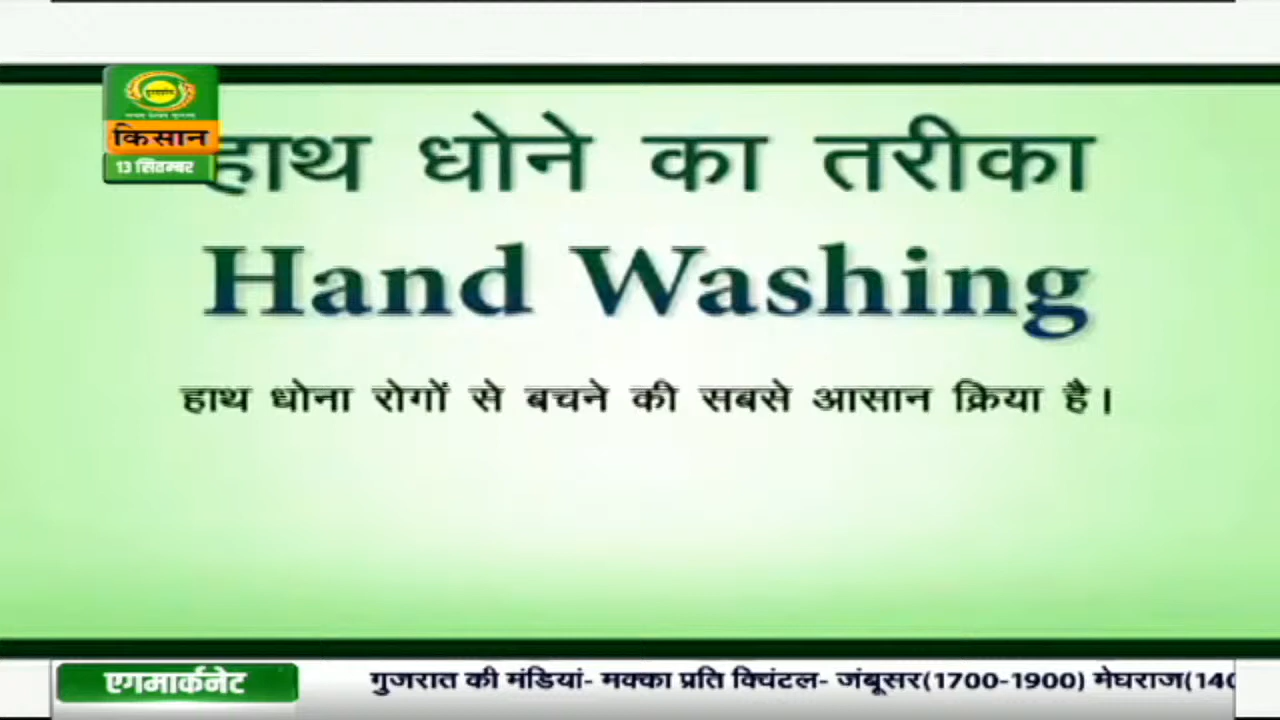 किसान
13 सितम्बर
हाथ धोने का तरीका
Hand Washing
हाथ धोना रोगों से बचने की सबसे आसान क्रिया है।
एगमार्कनेट
गुजरात की मंडियां- मक्का प्रति क्विंटल- जंबूसर(1700-1900) मेघराज(140